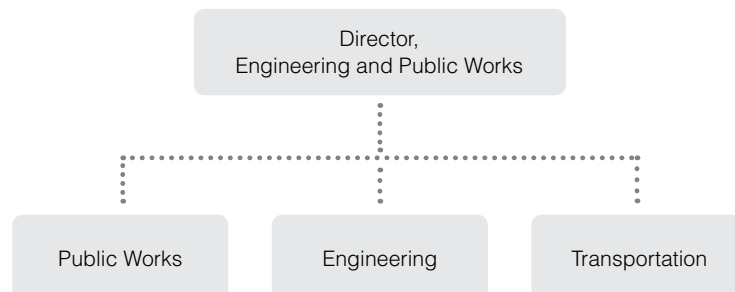 Director,
Engineering and Public Works
Public Works
Engineering
Transportation